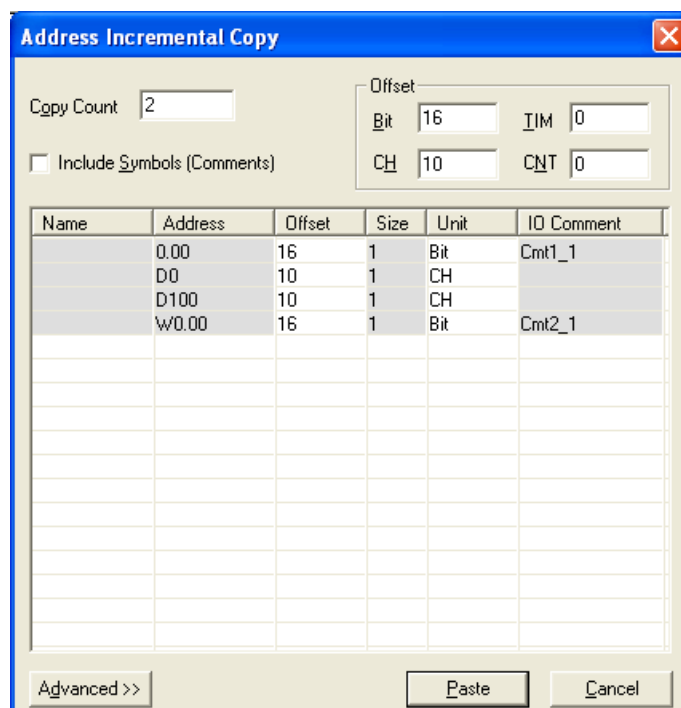 Address Incremental Copy
Copy Count 2
Include Symbols (Comments)
Offset
Bit 16 TIM 0
CH 10 CNT 0
Name Address Offset Size Unit IO Comment
0.00 16 1 Bit Cmt1_1
D0 10 1 CH
D100 10 1 CH
W0.00 16 1 Bit Cmt2_1
Advanced >> Paste Cancel